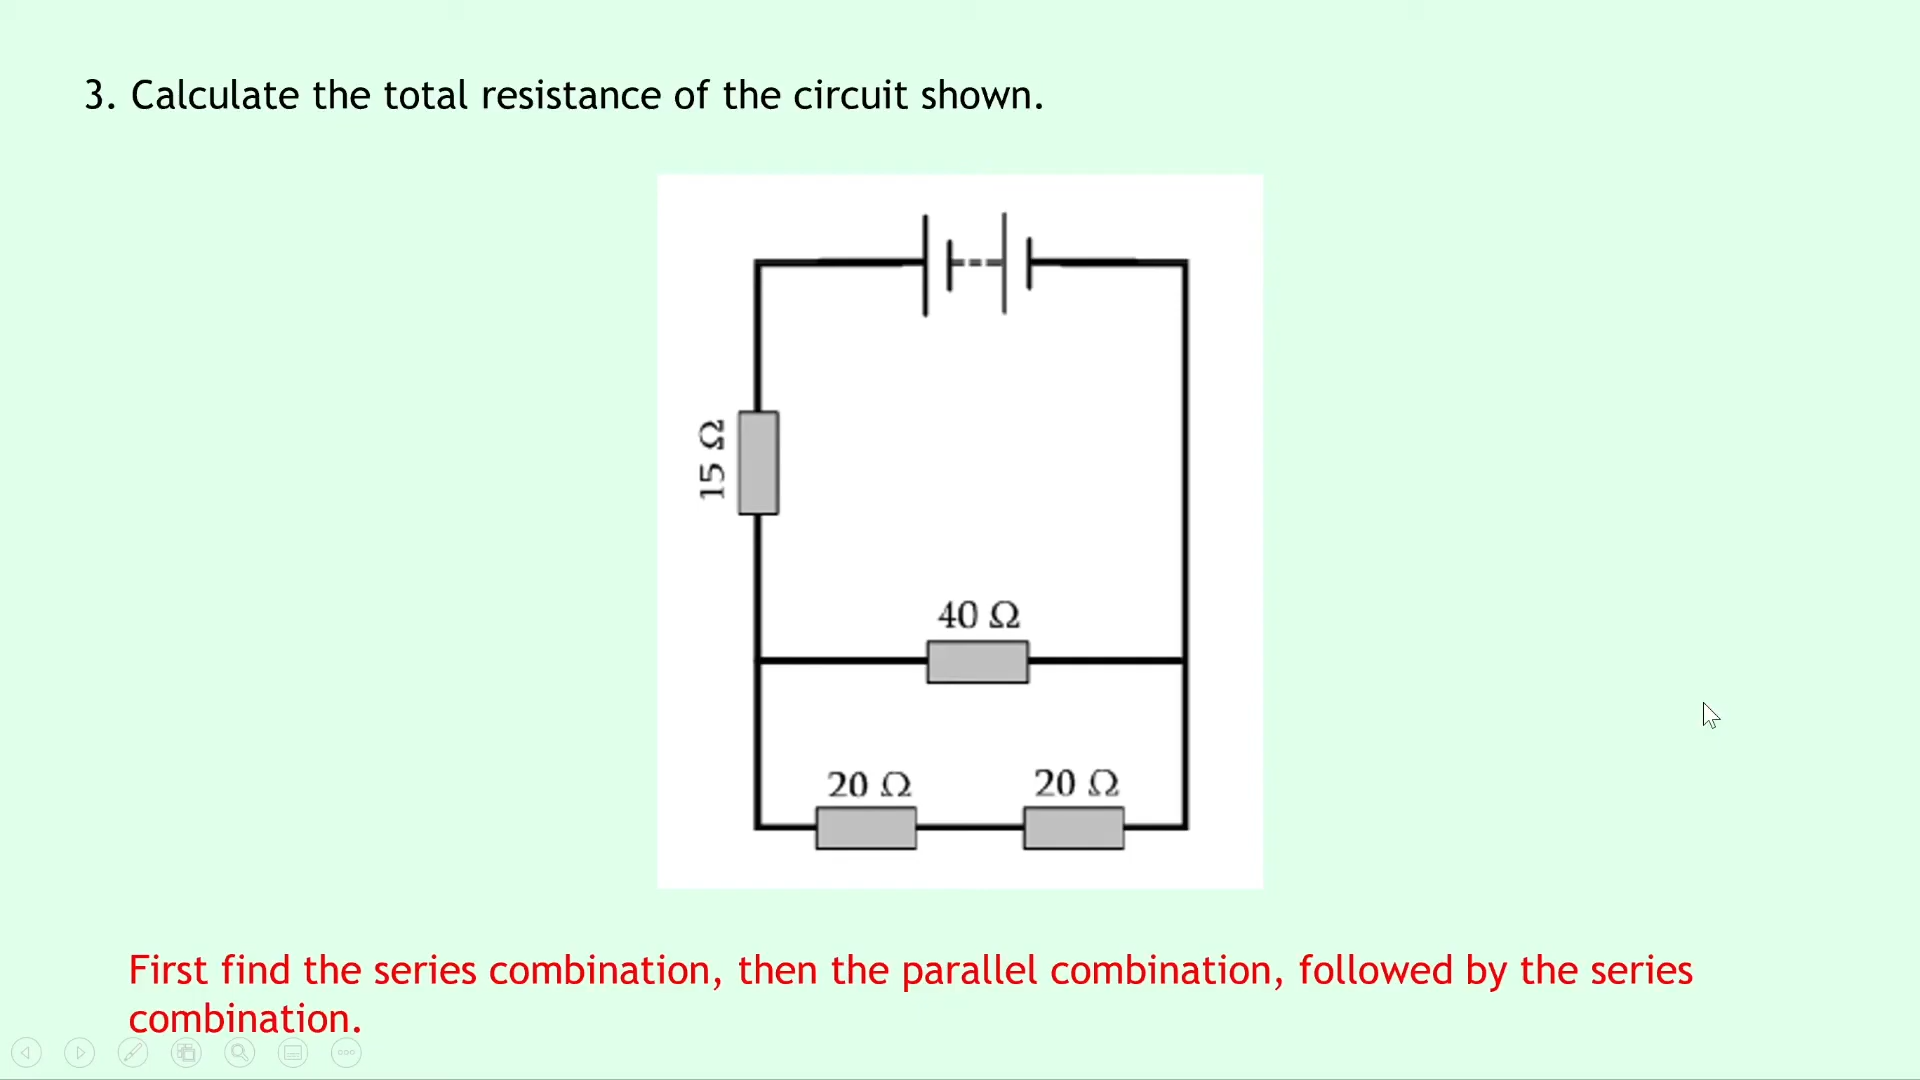 3. Calculate the total resistance of the circuit shown.
15 Ω
40 Ω
20 Ω
20 Ω
First find the series combination, then the parallel combination, followed by the series
combination.